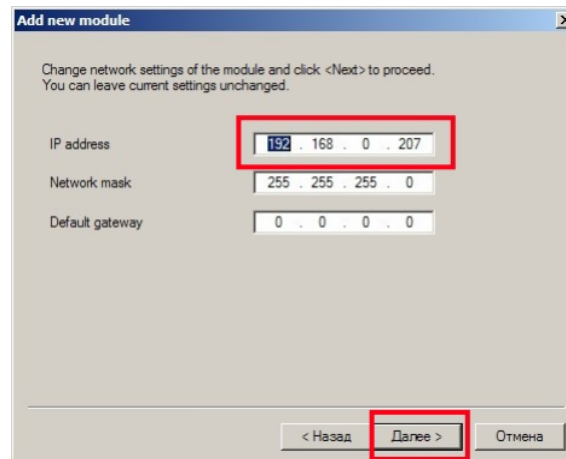 Add new module
Change network settings of the module and click <Next> to proceed.
You can leave current settings unchanged.
IP address 192 . 168 . 0 . 207
Network mask 255 . 255 . 255 . 0
Default gateway 0 . 0 . 0 . 0
< Назад Далее > Отмена